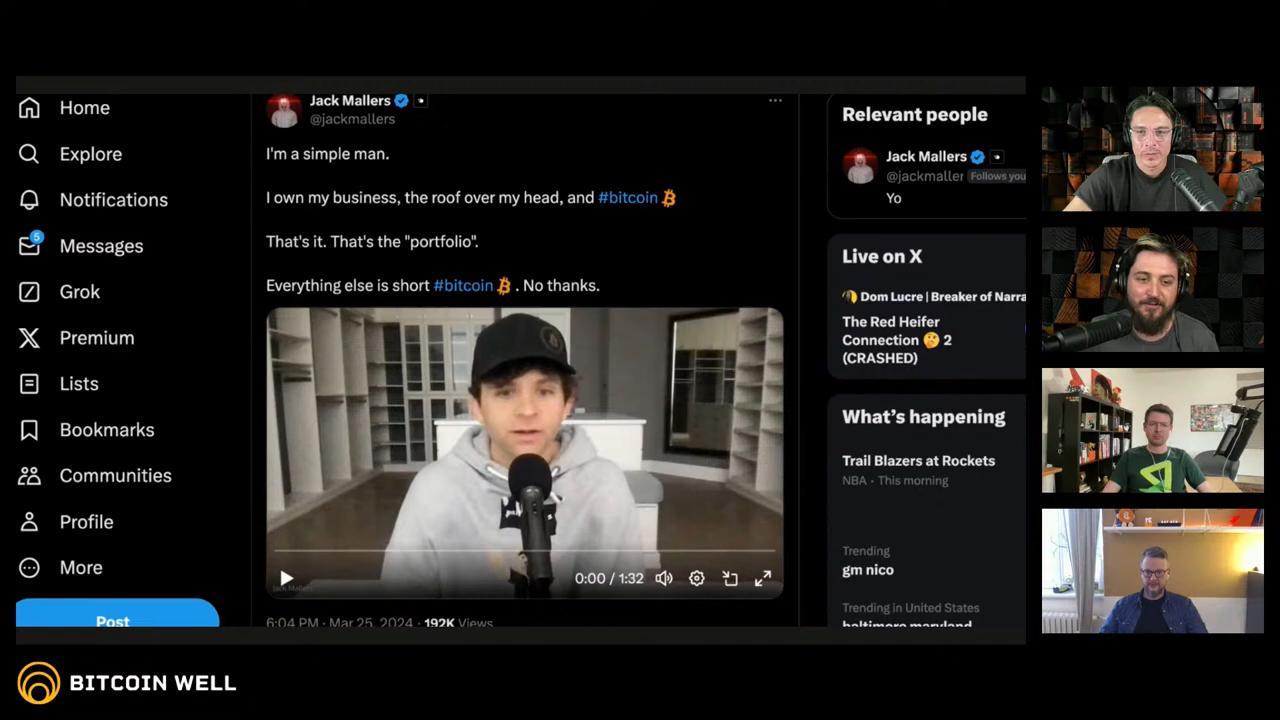 Home
Explore
Notifications
5
Messages
Grok
Premium
Lists
Bookmarks
Communities
Profile
More
Post
Jack Mallers
@jackmallers
I'm a simple man.
I own my business, the roof over my head, and #bitcoin
That's it. That's the "portfolio".
Everything else is short #bitcoin . No thanks.
0:00 / 1:32
Jack Mallers
6:04 PM · Mar 25, 2024 · 192K Views
Relevant people
Jack Mallers
@jackmaller Follows you
Yo
Live on X
Dom Lucre | Breaker of Narra
The Red Heifer
Connection 🤔 2
(CRASHED)
What's happening
Trail Blazers at Rockets
NBA · This morning
Trending
gm nico
Trending in United States
baltimore maryland
BITCOIN WELL